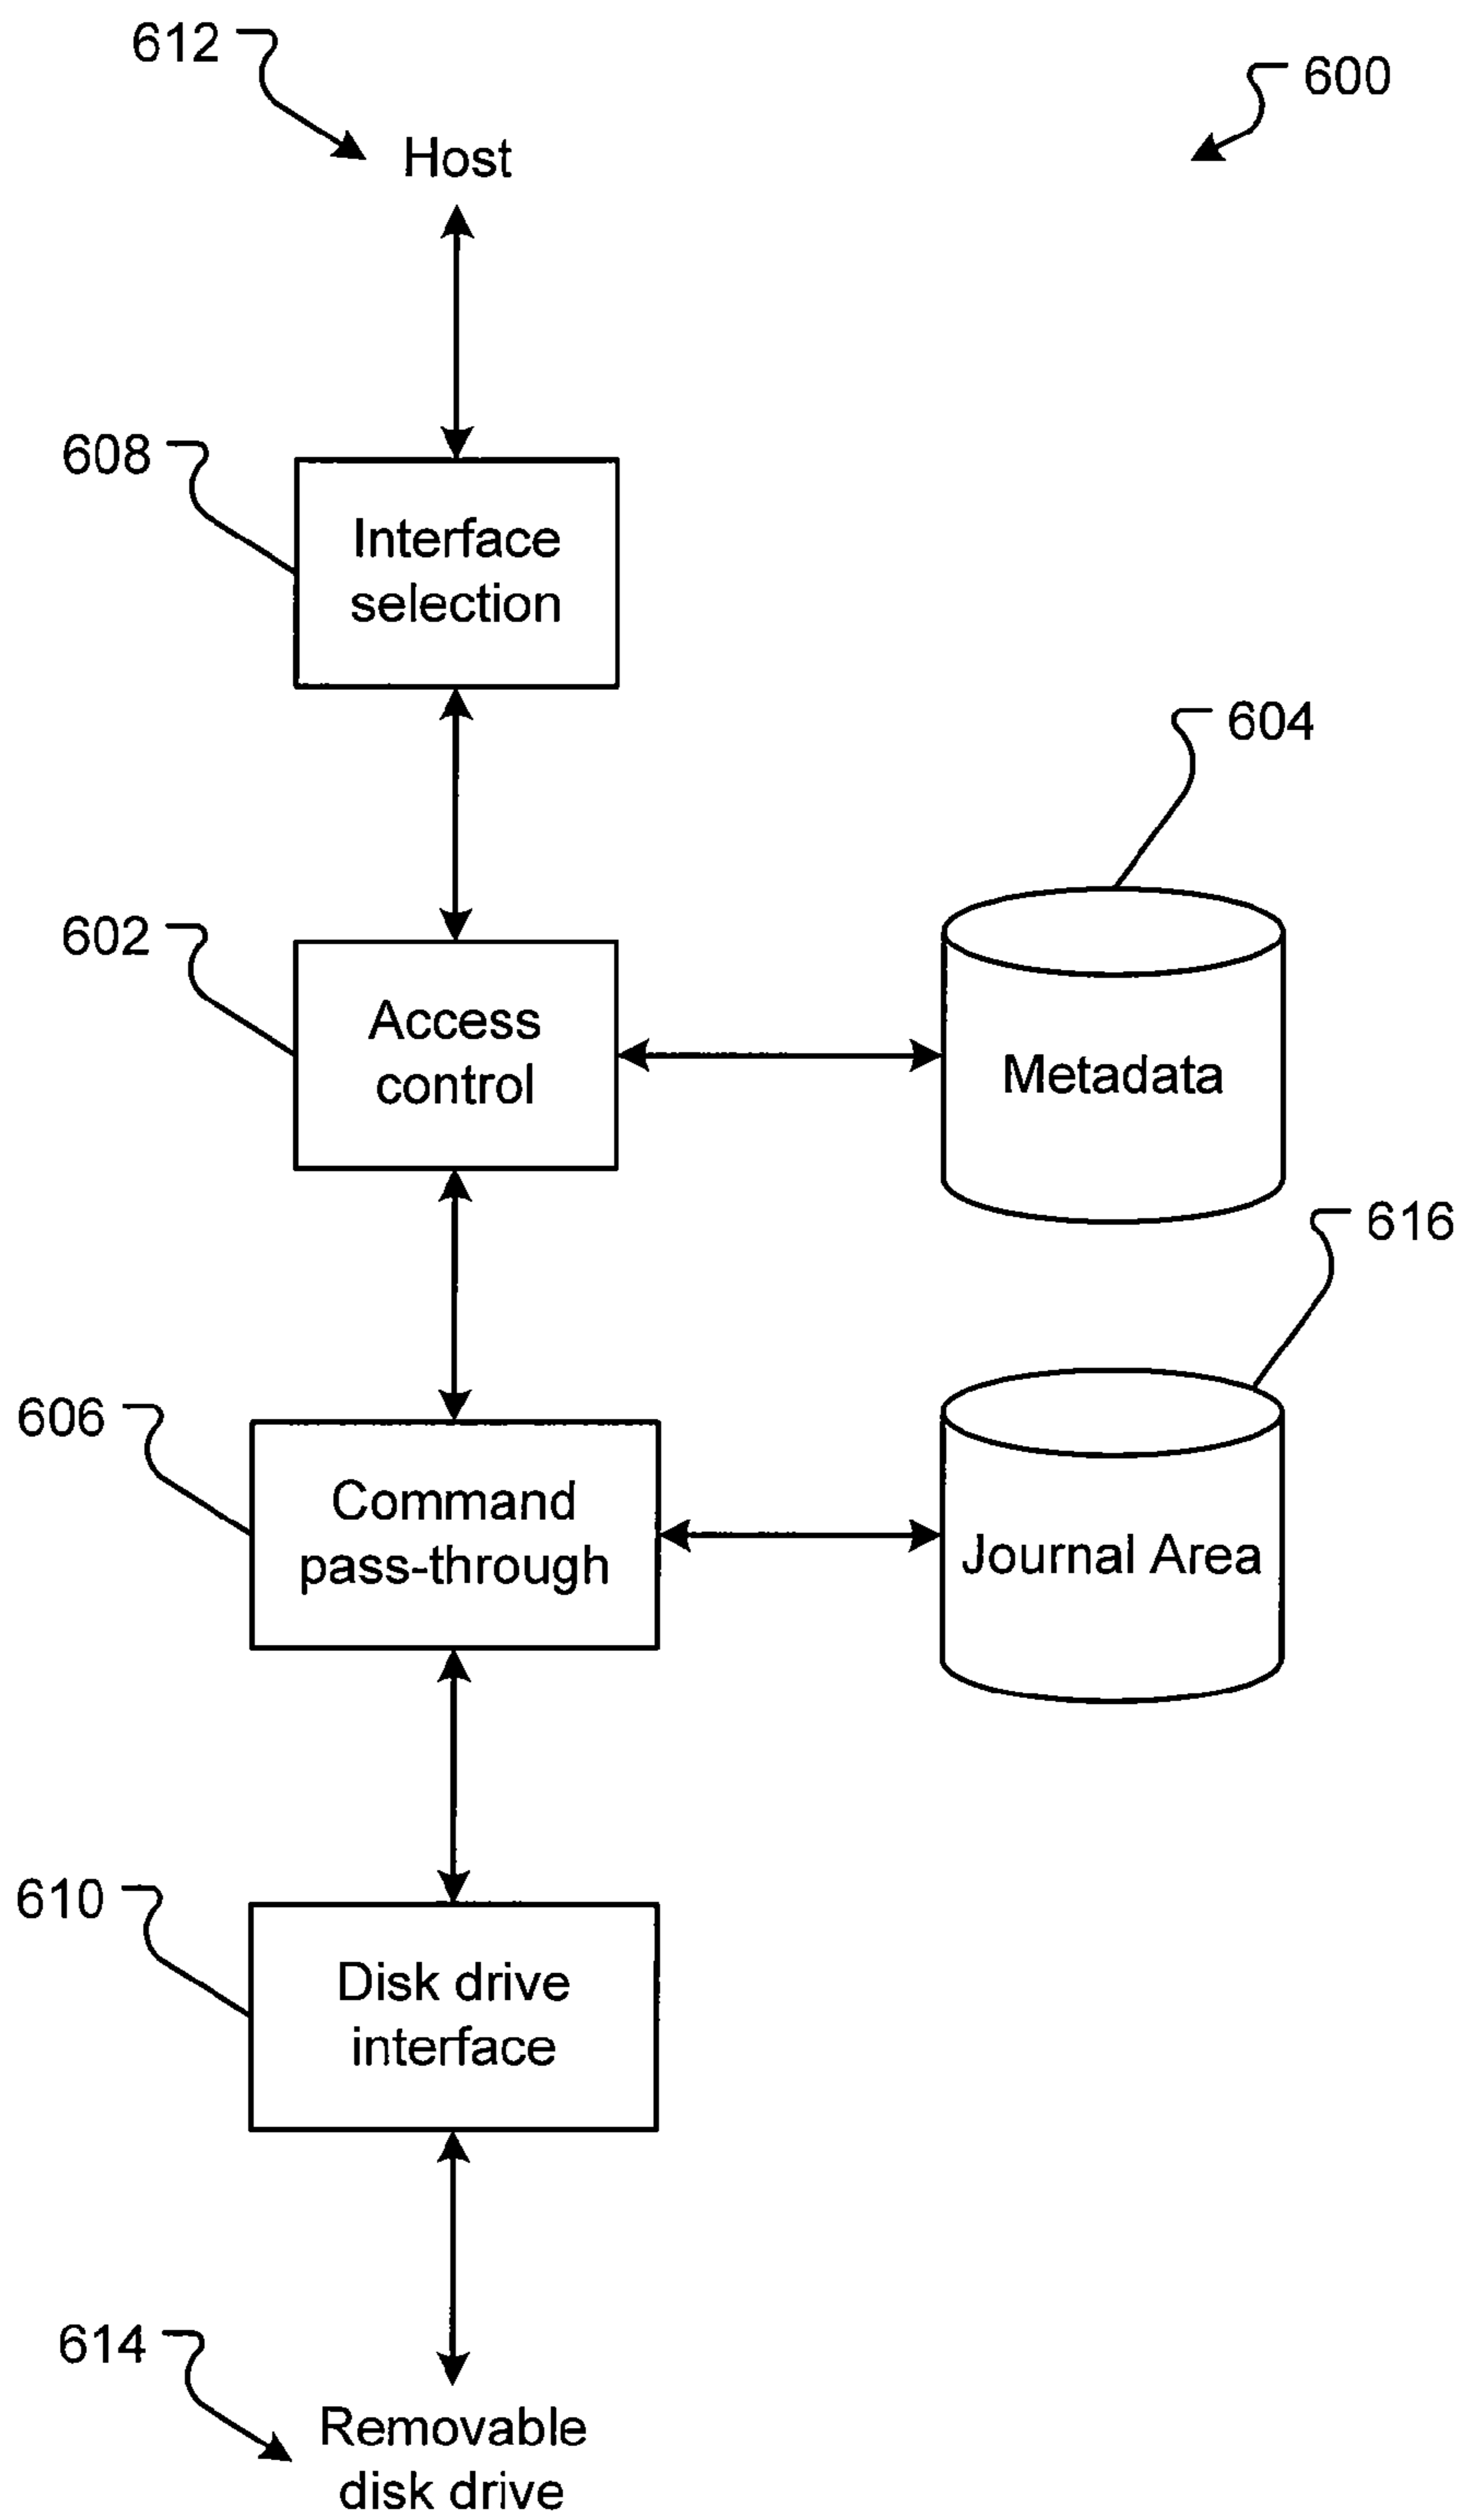 612
600
Host
608
Interface
selection
604
602
Access
control
Metadata
616
606
Command
pass-through
Journal Area
610
Disk drive
interface
614
Removable
disk drive